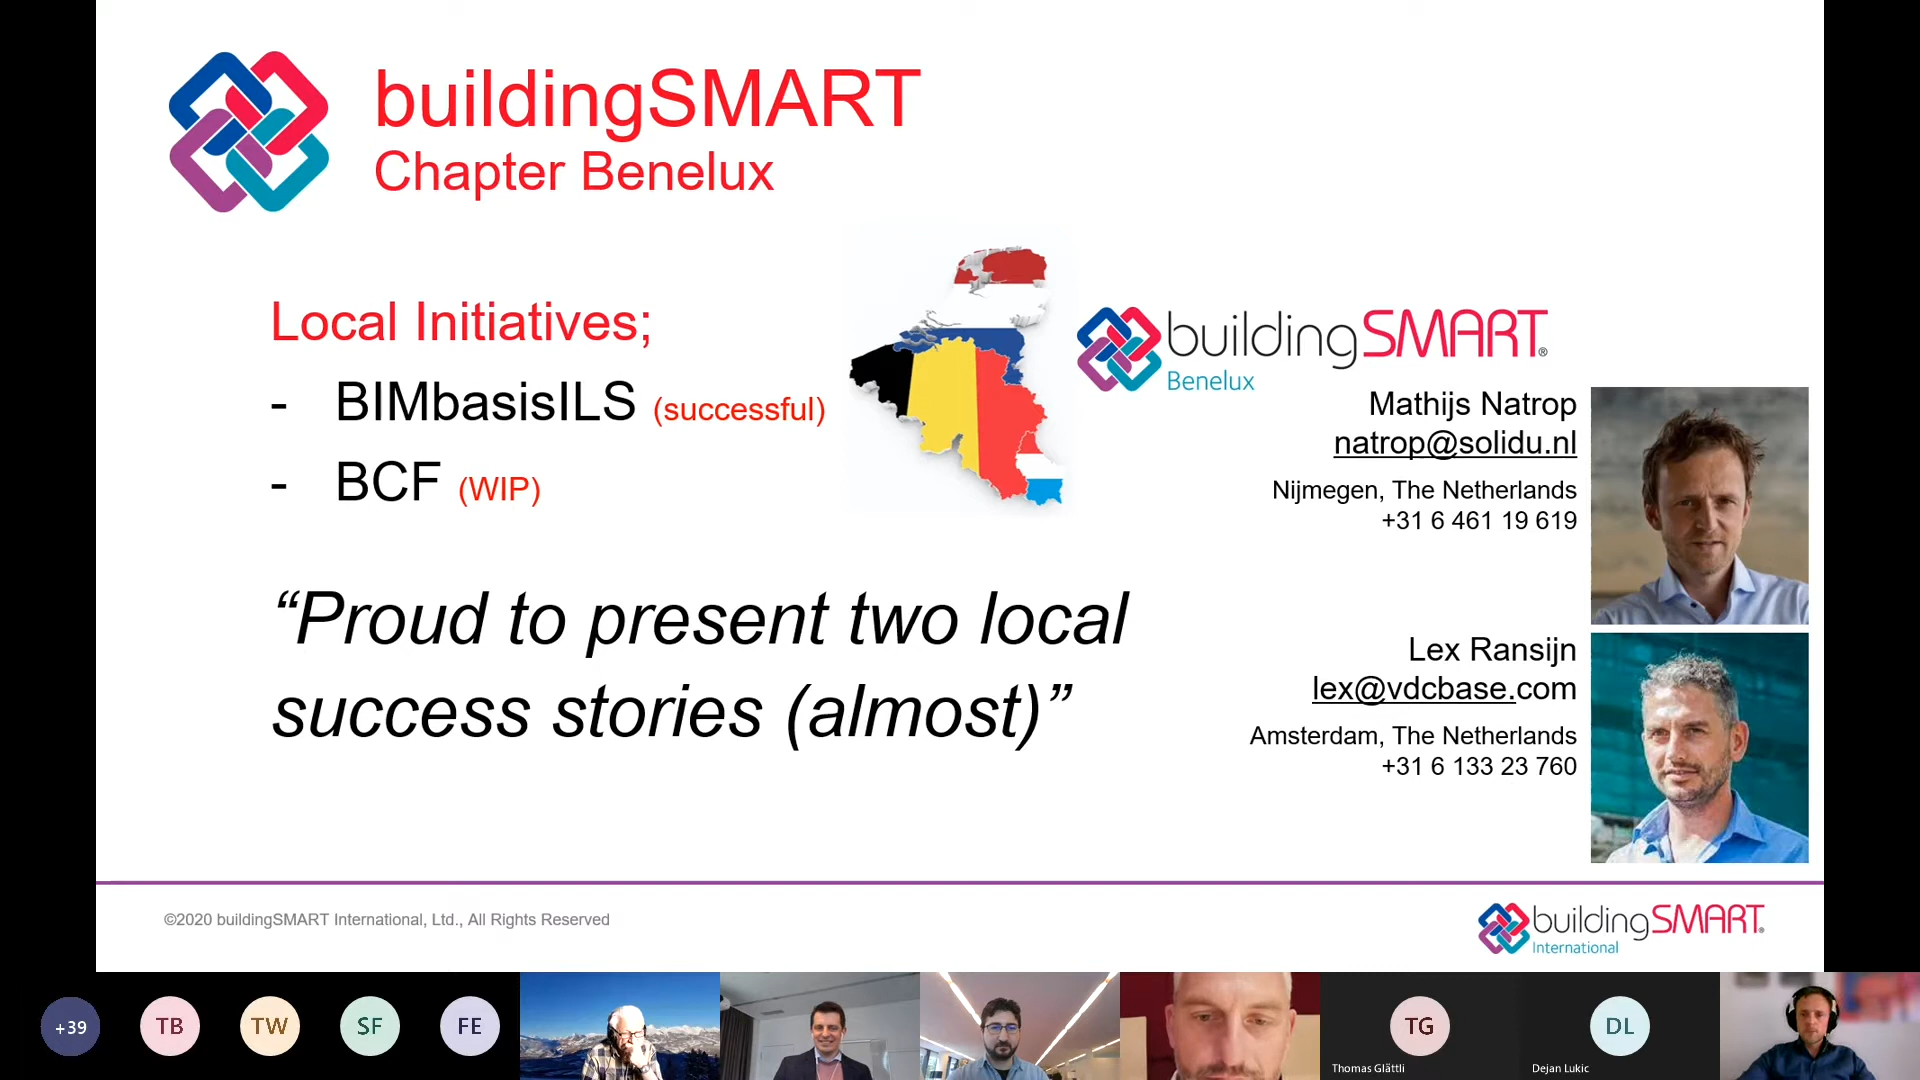 buildingSMART
Chapter Benelux
Local Initiatives;
- BIMbasisILS (successful)
- BCF (WIP)
“Proud to present two local
success stories (almost)”
buildingSMART®
Benelux
Mathijs Natrop
natrop@solidu.nl
Nijmegen, The Netherlands
+31 6 461 19 619
Lex Ransijn
lex@vdcbase.com
Amsterdam, The Netherlands
+31 6 133 23 760
©2020 buildingSMART International, Ltd., All Rights Reserved
buildingSMART®
International
+39
TB
TW
SF
FE
TG
Thomas Glättli
DL
Dejan Lukic